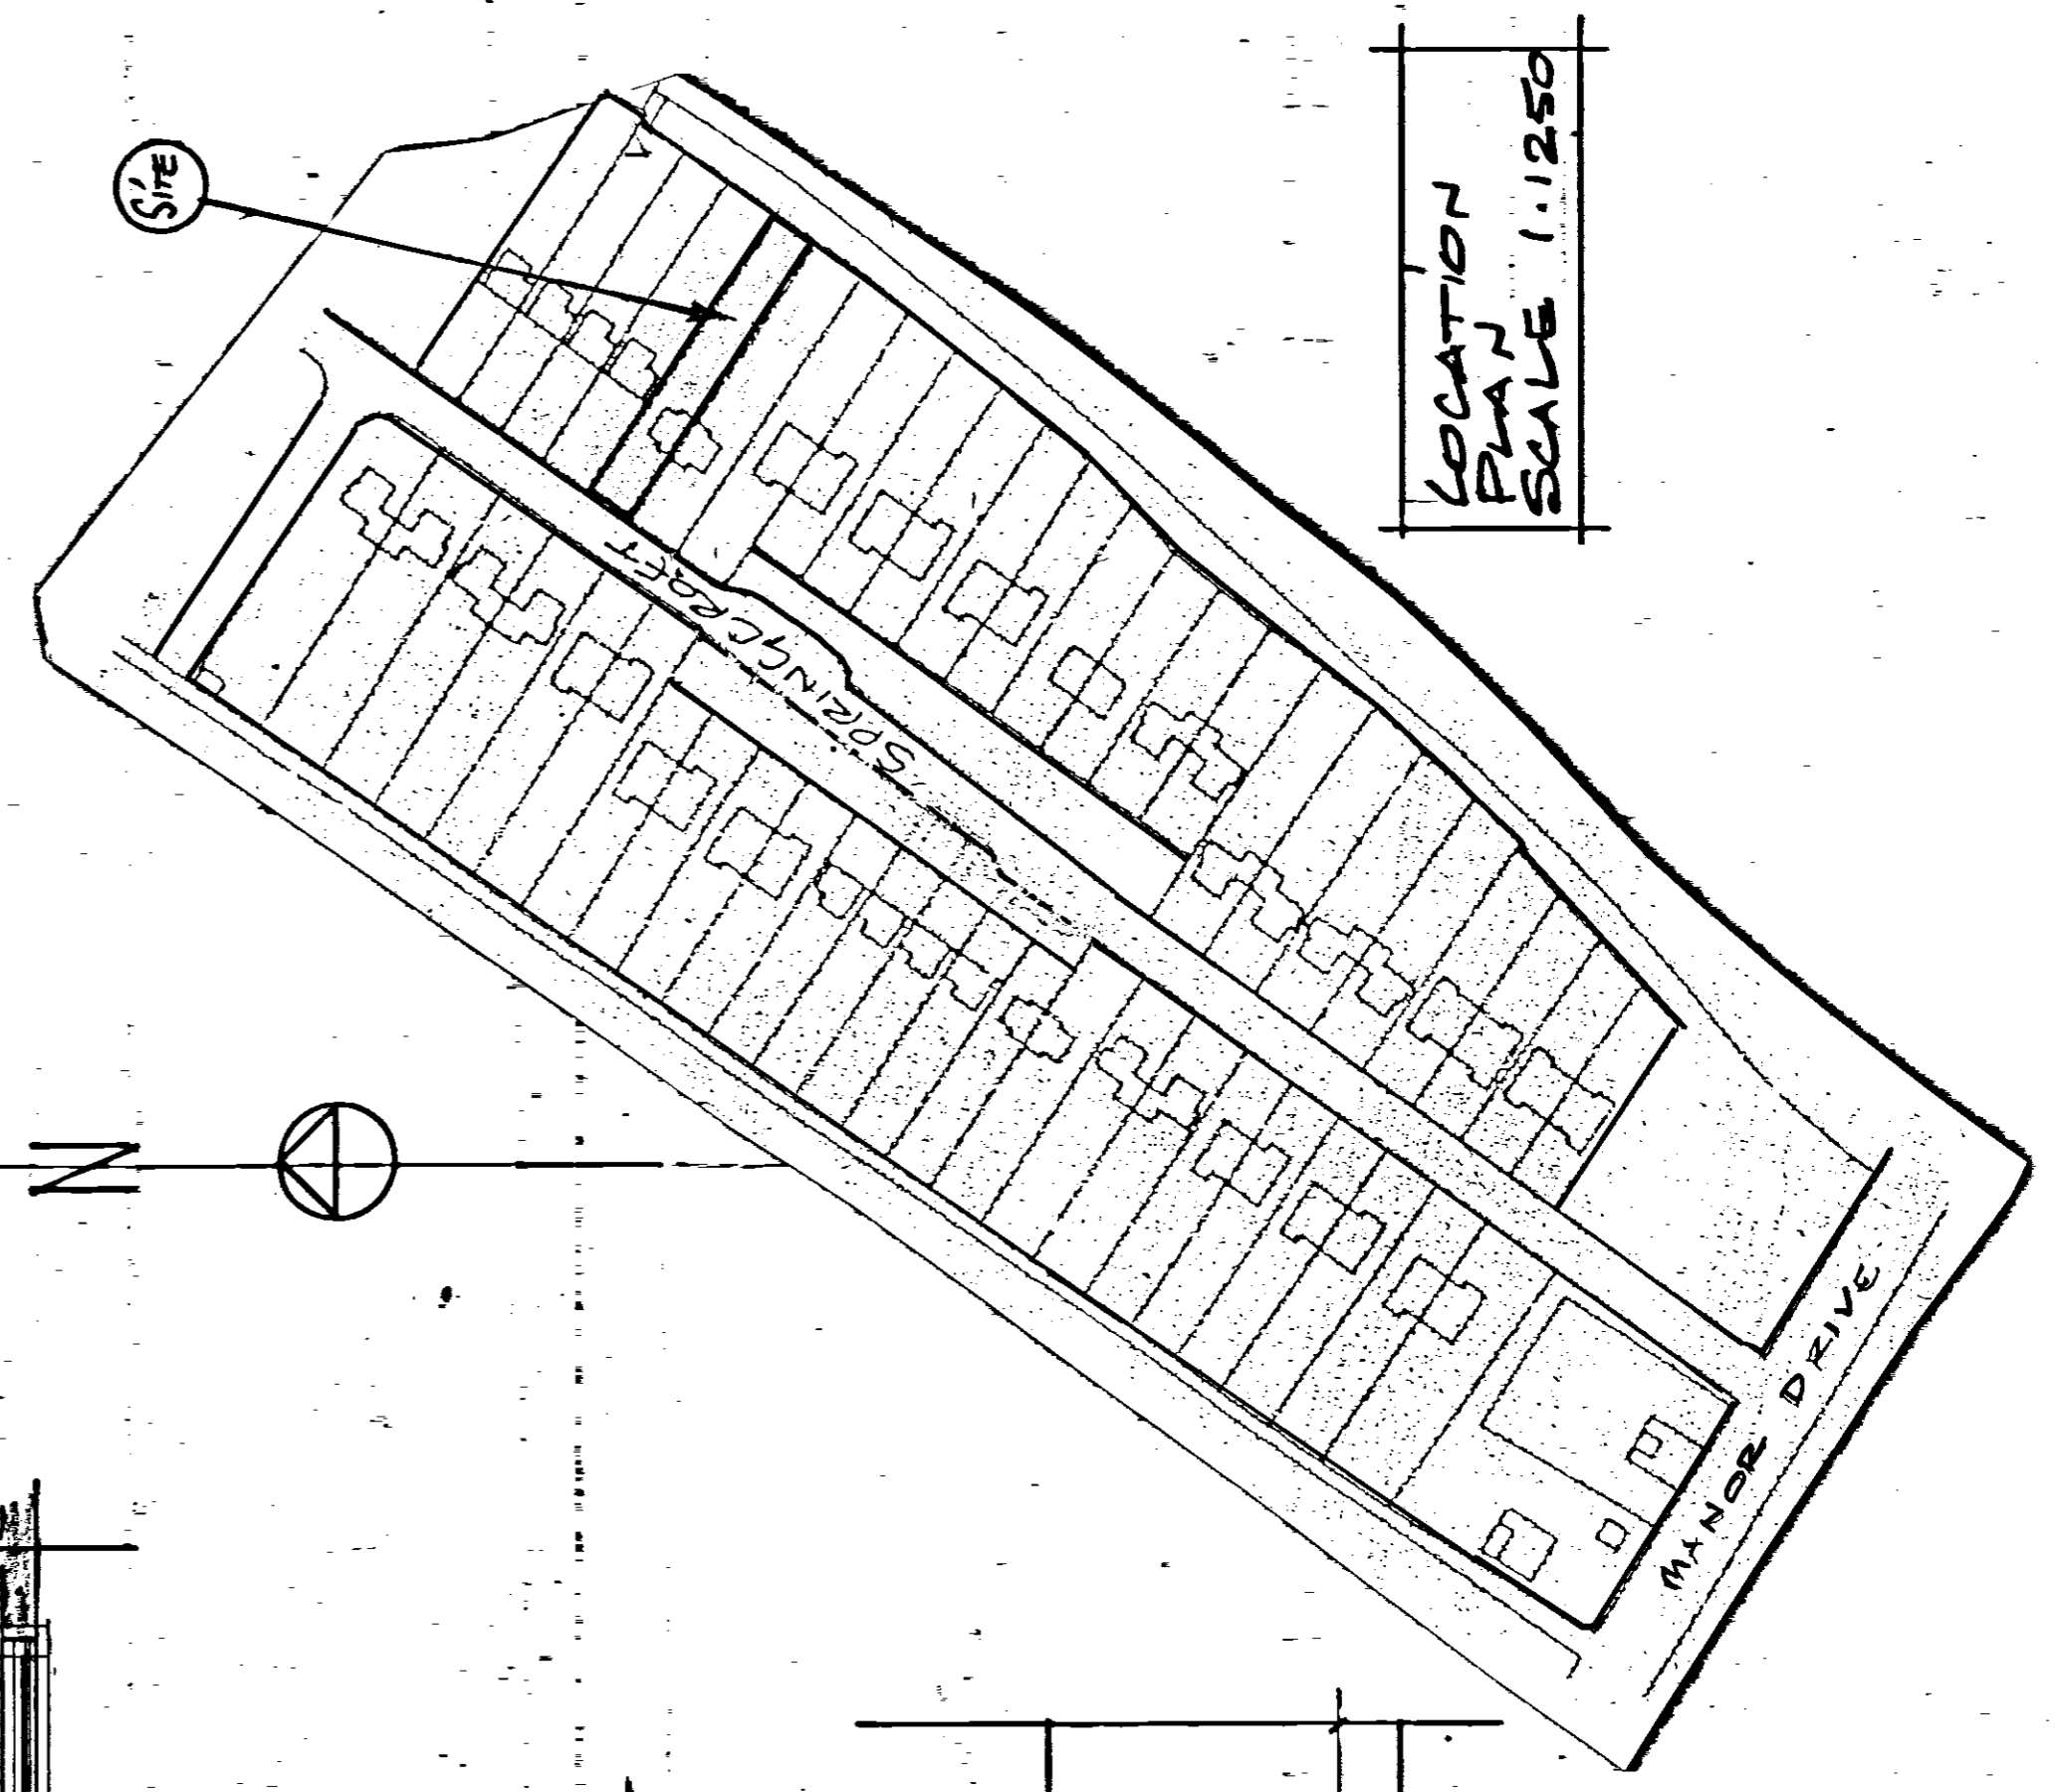 SITE
LOCATION
PLAN
SCALE 1:1250
'SPRINGCROFT
MANOR DRIVE
N